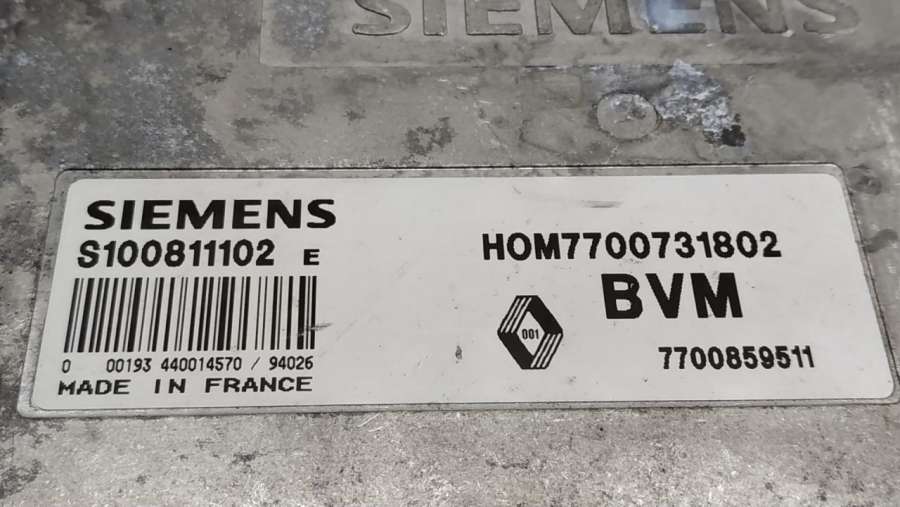 SIEMENS
SIEMENS
S100811102 E
0 00193 440014570 / 94026
MADE IN FRANCE
HOM7700731802
BVM
001
7700859511